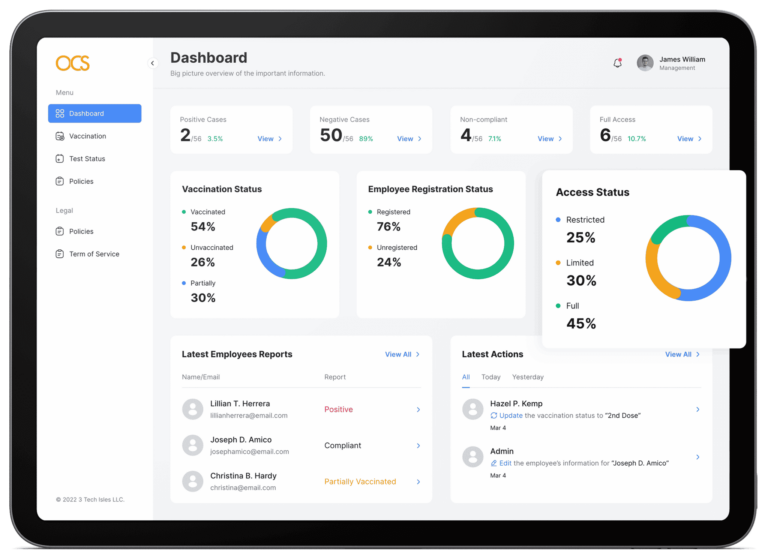 OCS
Menu
Dashboard
Vaccination
Test Status
Policies
Legal
Policies
Term of Service
© 2022 3 Tech Isles LLC.
Dashboard
Big picture overview of the important information.
James William
Management
Positive Cases
2/56 3.5% View
Negative Cases
50/56 89% View
Non-compliant
4/56 7.1% View
Full Access
6/56 10.7% View
Vaccination Status
Vaccinated
54%
Unvaccinated
26%
Partially
30%
Employee Registration Status
Registered
76%
Unregistered
24%
Access Status
Restricted
25%
Limited
30%
Full
45%
Latest Employees Reports View All
Name/Email Report
Lillian T. Herrera
lillianherrera@email.com
Positive
Joseph D. Amico
josephamico@email.com
Compliant
Christina B. Hardy
christina@email.com
Partially Vaccinated
Latest Actions View All
All Today Yesterday
Hazel P. Kemp
Update the vaccination status to "2nd Dose"
Mar 4
Admin
Edit the employee's information for "Joseph D. Amico"
Mar 4